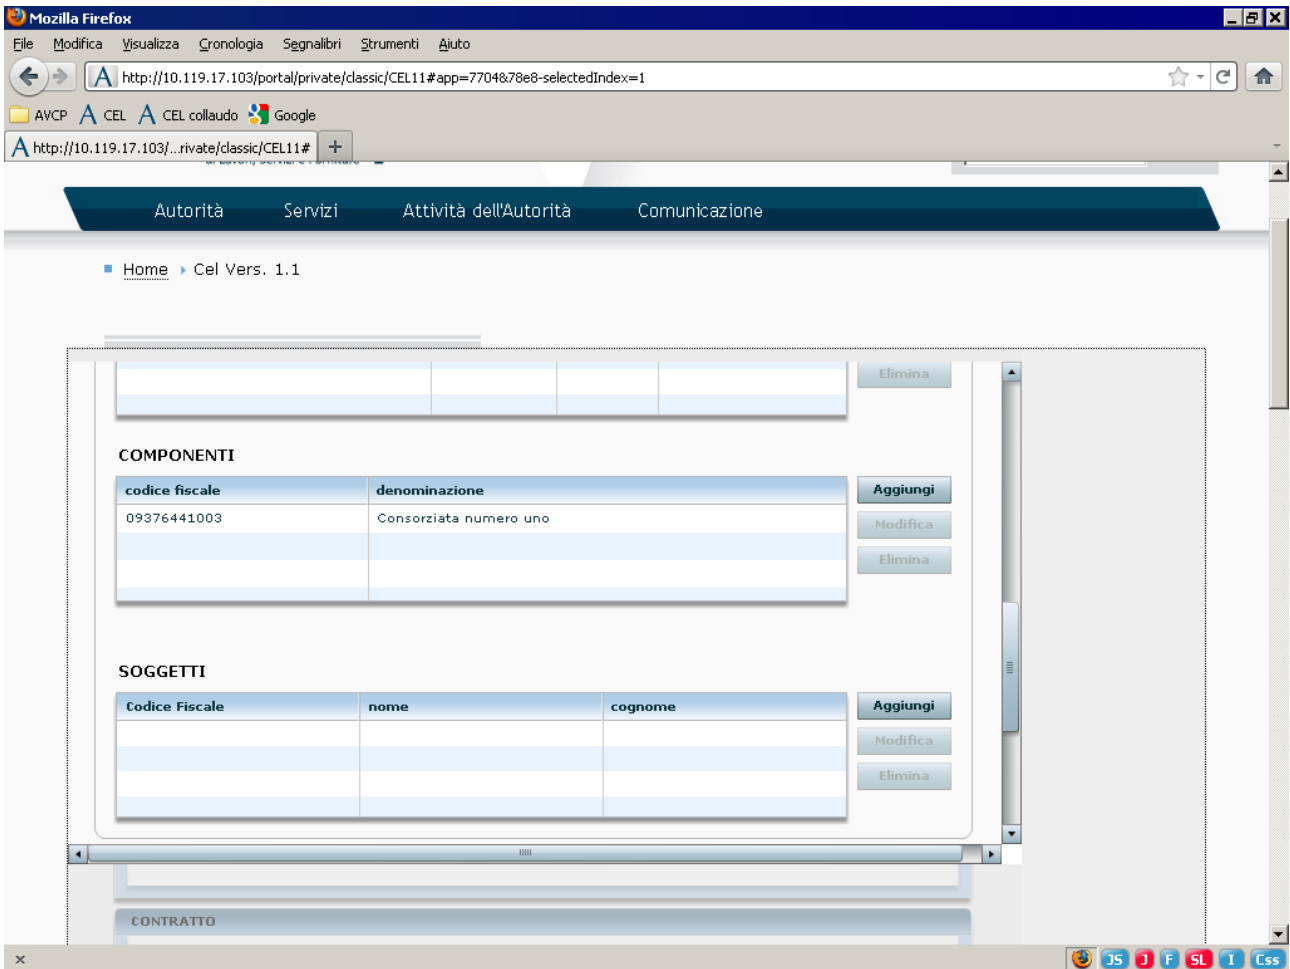 Mozilla Firefox
File Modifica Visualizza Cronologia Segnalibri Strumenti Aiuto
http://10.119.17.103/portal/private/classic/CEL11#app=7704&78e8-selectedIndex=1
AVCP CEL CEL collaudo Google
http://10.119.17.103/...rivate/classic/CEL11# +
Autorità Servizi Attività dell'Autorità Comunicazione
Home Cel Vers. 1.1
Elimina
COMPONENTI
codice fiscale denominazione Aggiungi
09376441003 Consorziata numero uno
Modifica
Elimina
SOGGETTI
Codice Fiscale nome cognome Aggiungi
Modifica
Elimina
CONTRATTO
x JS J F SL I Css